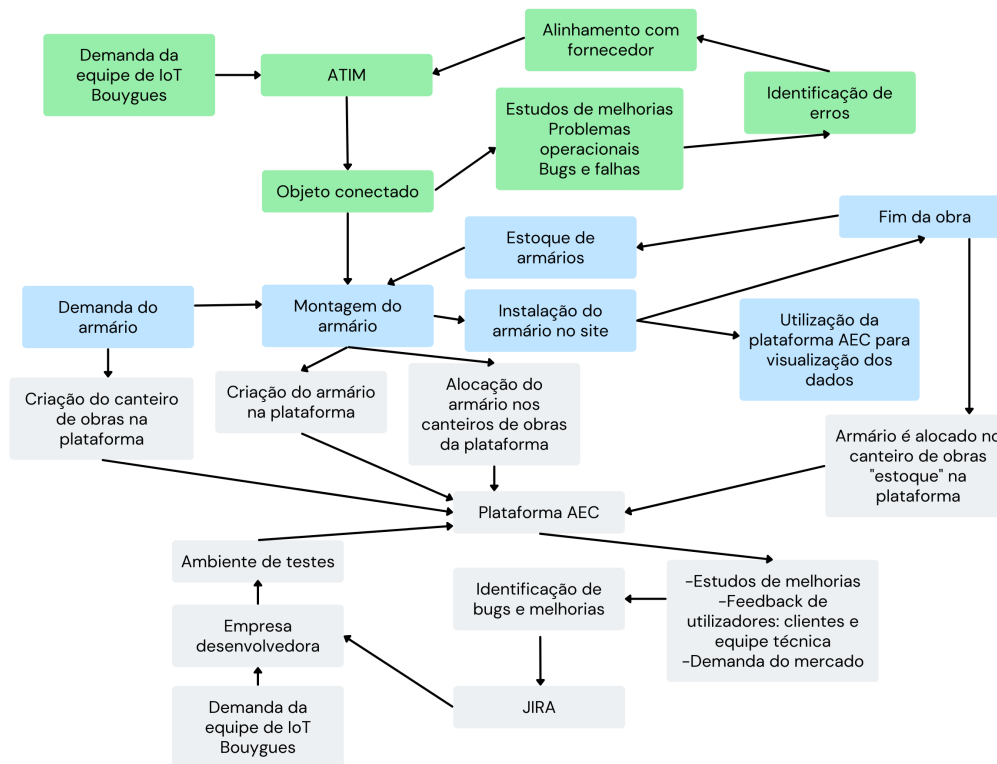 Demanda da
equipe de IoT
Bouygues
ATIM
Alinhamento com
fornecedor
Identificação de
erros
Estudos de melhorias
Problemas
operacionais
Bugs e falhas
Objeto conectado
Fim da obra
Estoque de
armários
Demanda do
armário
Montagem do
armário
Instalação do
armário no site
Utilização da
plataforma AEC para
visualização dos
dados
Criação do canteiro
de obras na
plataforma
Criação do armário
na plataforma
Alocação do
armário nos
canteiros de obras
da plataforma
Armário é alocado no
canteiro de obras
"estoque" na
plataforma
Plataforma AEC
Ambiente de testes
Identificação de
bugs e melhorias
-Estudos de melhorias
-Feedback de
utilizadores: clientes e
equipe técnica
-Demanda do mercado
Empresa
desenvolvedora
JIRA
Demanda da
equipe de IoT
Bouygues